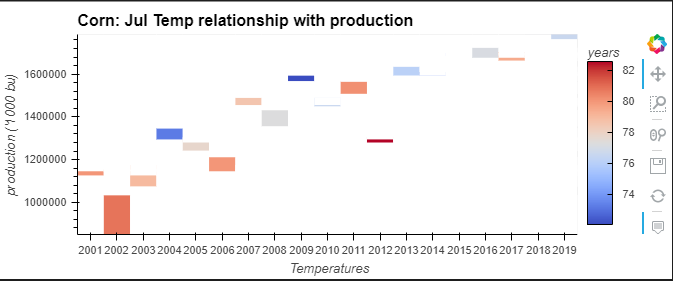 Corn: Jul Temp relationship with production
years
production ('1000 bu)
1600000
1400000
1200000
1000000
82
80
78
76
74
2001 2002 2003 2004 2005 2006 2007 2008 2009 2010 2011 2012 2013 2014 2015 2016 2017 2018 2019
Temperatures